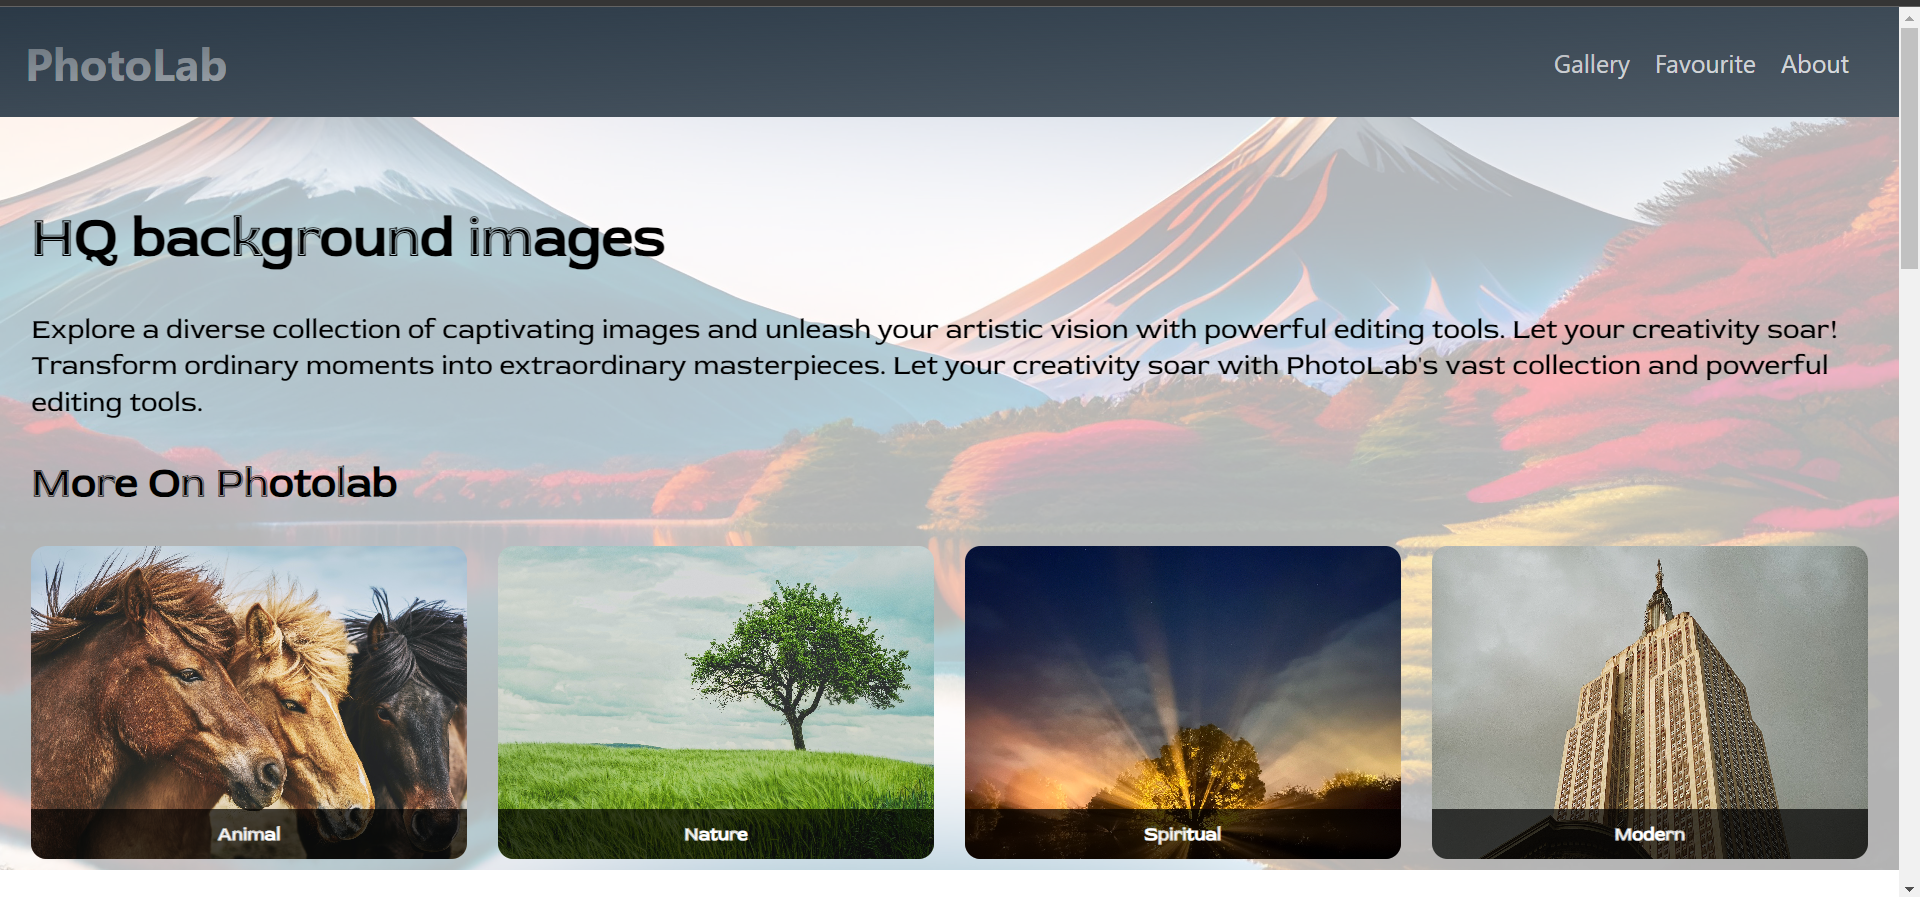 PhotoLab
Gallery Favourite About
HQ background images
Explore a diverse collection of captivating images and unleash your artistic vision with powerful editing tools. Let your creativity soar!
Transform ordinary moments into extraordinary masterpieces. Let your creativity soar with PhotoLab's vast collection and powerful
editing tools.
More On Photolab
Animal
Nature
Spiritual
Modern